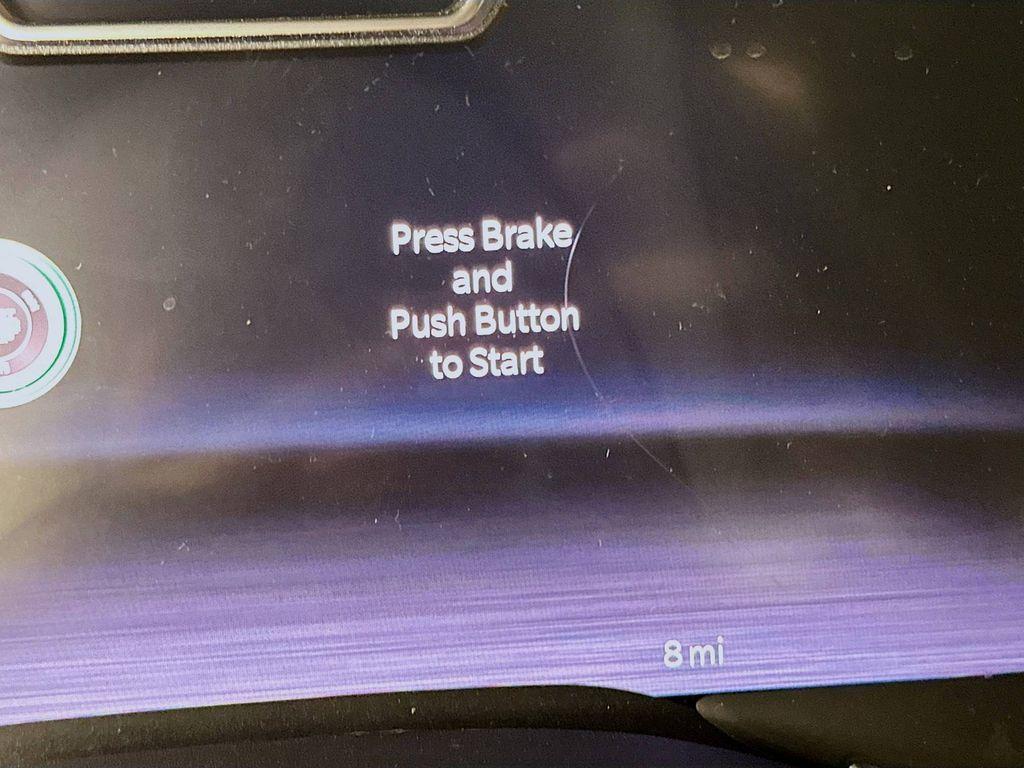 Press Brake
and
Push Button
to Start
8 mi